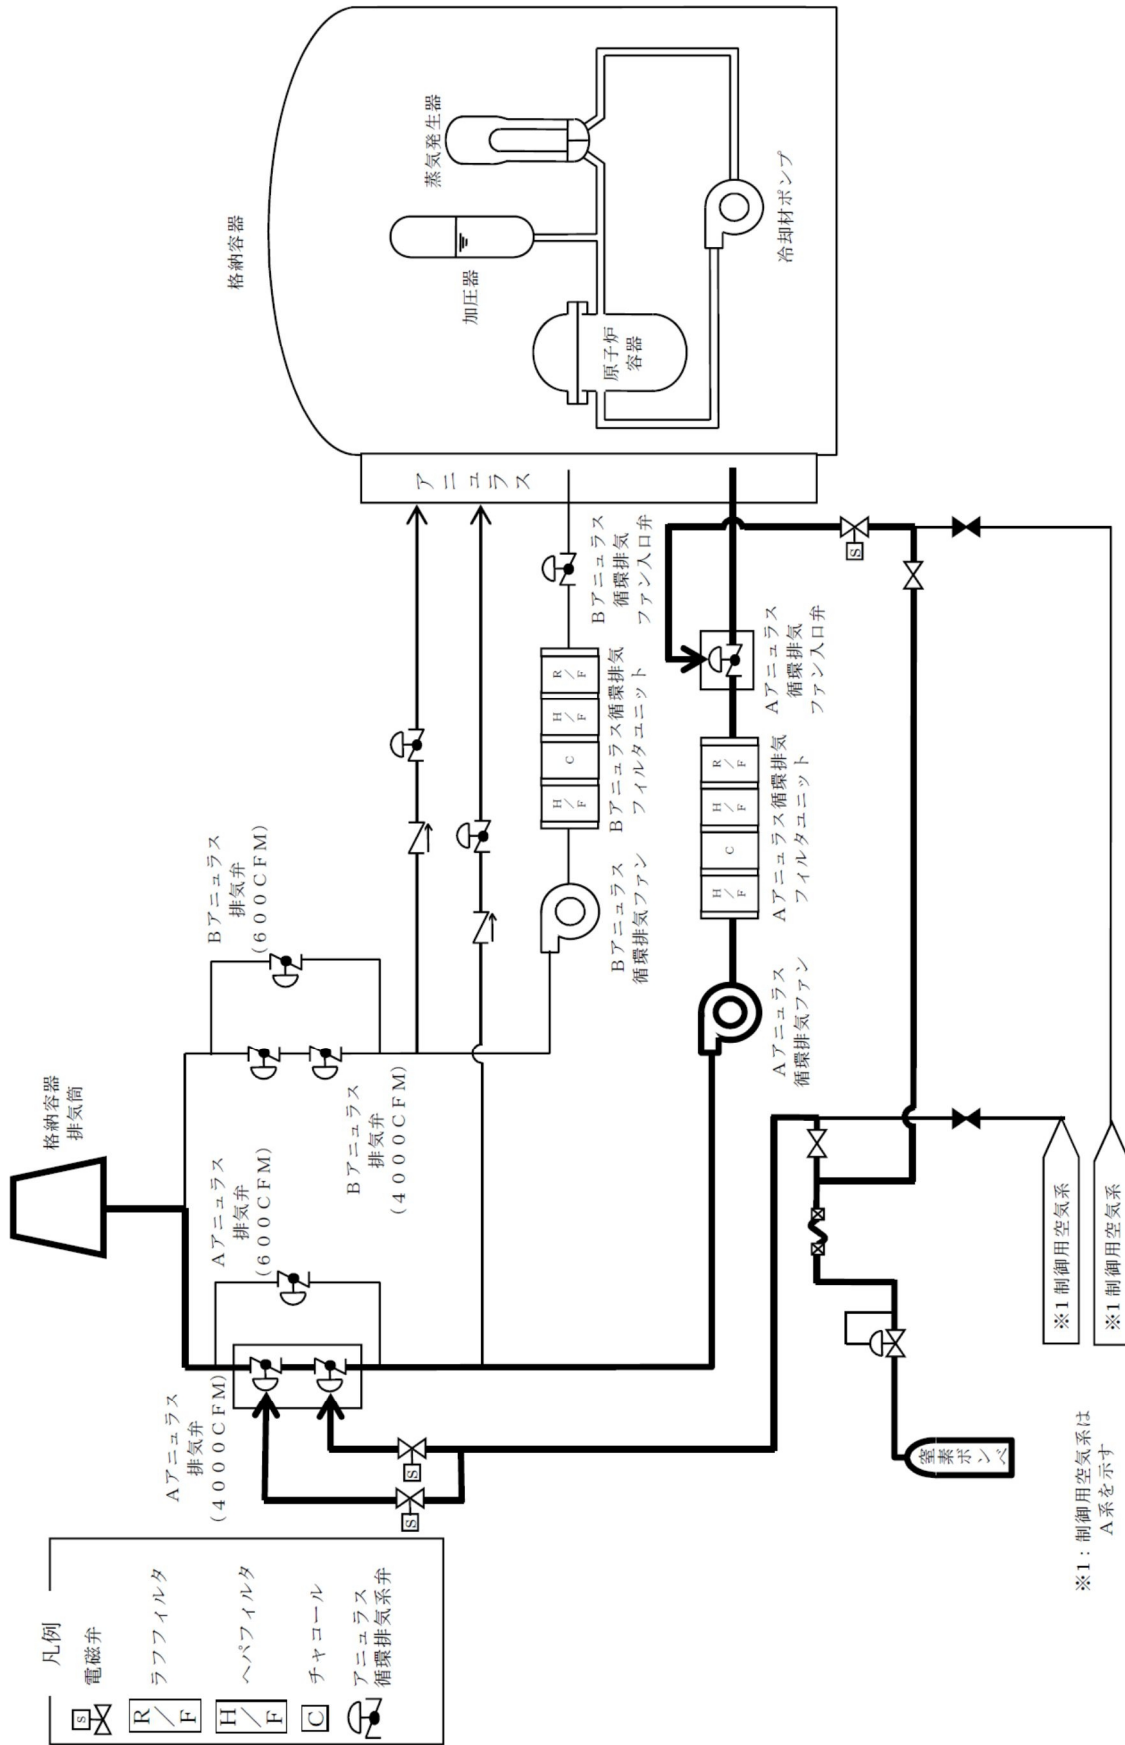 凡例
S
電磁弁
R/F
ラフフィルタ
H/F
ヘパフィルタ
C
チャコール
アニュラス
循環排気系弁
格納容器
排気筒
Aアニュラス
排気弁
(4000CFM)
Aアニュラス
排気弁
(600CFM)
Bアニュラス
排気弁
(600CFM)
Bアニュラス
排気弁
(4000CFM)
S
S
格納容器
蒸気発生器
加圧器
原子炉
容器
冷却材ポンプ
アニュラス
H/F
C
H/F
R/F
Bアニュラス
循環排気ファン
Bアニュラス循環排気
フィルタユニット
Bアニュラス
循環排気
ファン入口弁
H/F
C
H/F
R/F
Aアニュラス
循環排気ファン
Aアニュラス循環排気
フィルタユニット
Aアニュラス
循環排気
ファン入口弁
S
窒素ボンベ
※1制御用空気系
※1制御用空気系
※1：制御用空気系は
A系を示す